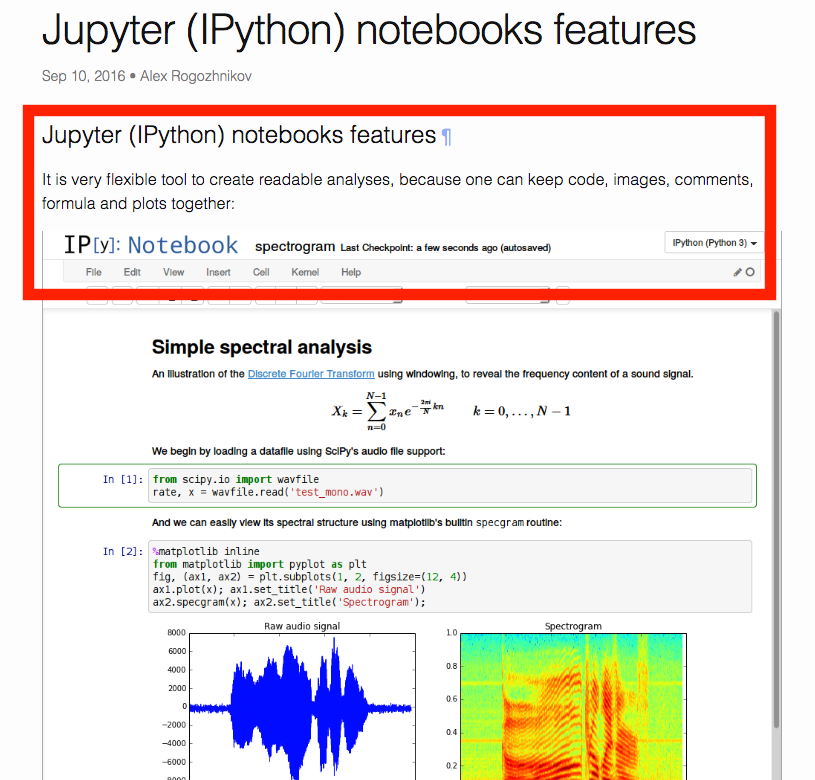 Jupyter (IPython) notebooks features
Sep 10, 2016 • Alex Rogozhnikov
Jupyter (IPython) notebooks features ¶
It is very flexible tool to create readable analyses, because one can keep code, images, comments,
formula and plots together:
IP[y]: Notebook spectrogram Last Checkpoint: a few seconds ago (autosaved) IPython (Python 3)
File Edit View Insert Cell Kernel Help
Simple spectral analysis
An illustration of the Discrete Fourier Transform using windowing, to reveal the frequency content of a sound signal.
X_k = \sum_{n=0}^{N-1} x_n e^{-\frac{2\pi i}{N} kn} k = 0, . . . , N − 1
We begin by loading a datafile using SciPy's audio file support:
In [1]: from scipy.io import wavfile
rate, x = wavfile.read('test_mono.wav')
And we can easily view its spectral structure using matplotlib's builtin specgram routine:
In [2]: %matplotlib inline
from matplotlib import pyplot as plt
fig, (ax1, ax2) = plt.subplots(1, 2, figsize=(12, 4))
ax1.plot(x); ax1.set_title('Raw audio signal')
ax2.specgram(x); ax2.set_title('Spectrogram');
Raw audio signal Spectrogram
8000 1.0
6000
4000 0.8
2000
0 0.6
−2000
−4000 0.4
−6000
0.2
8000